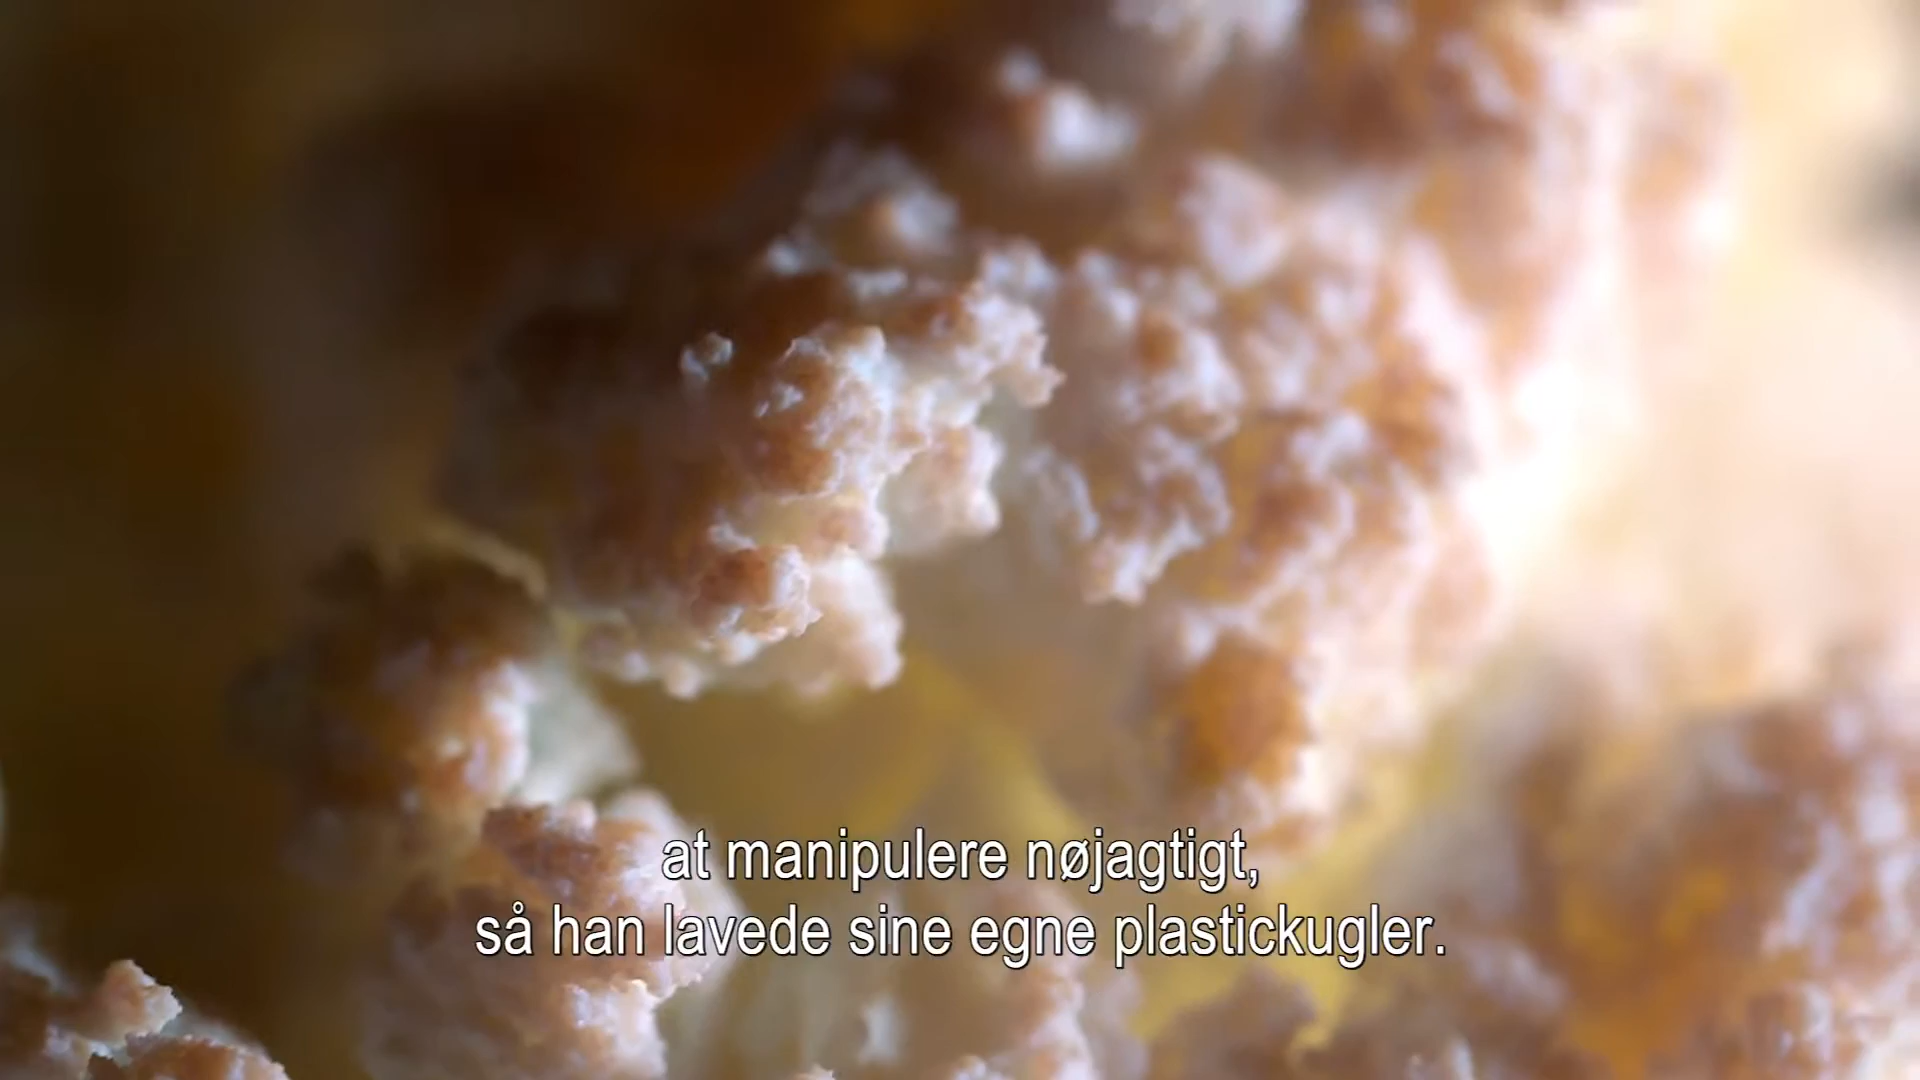 at manipulere nøjagtigt,
så han lavede sine egne plastickugler.